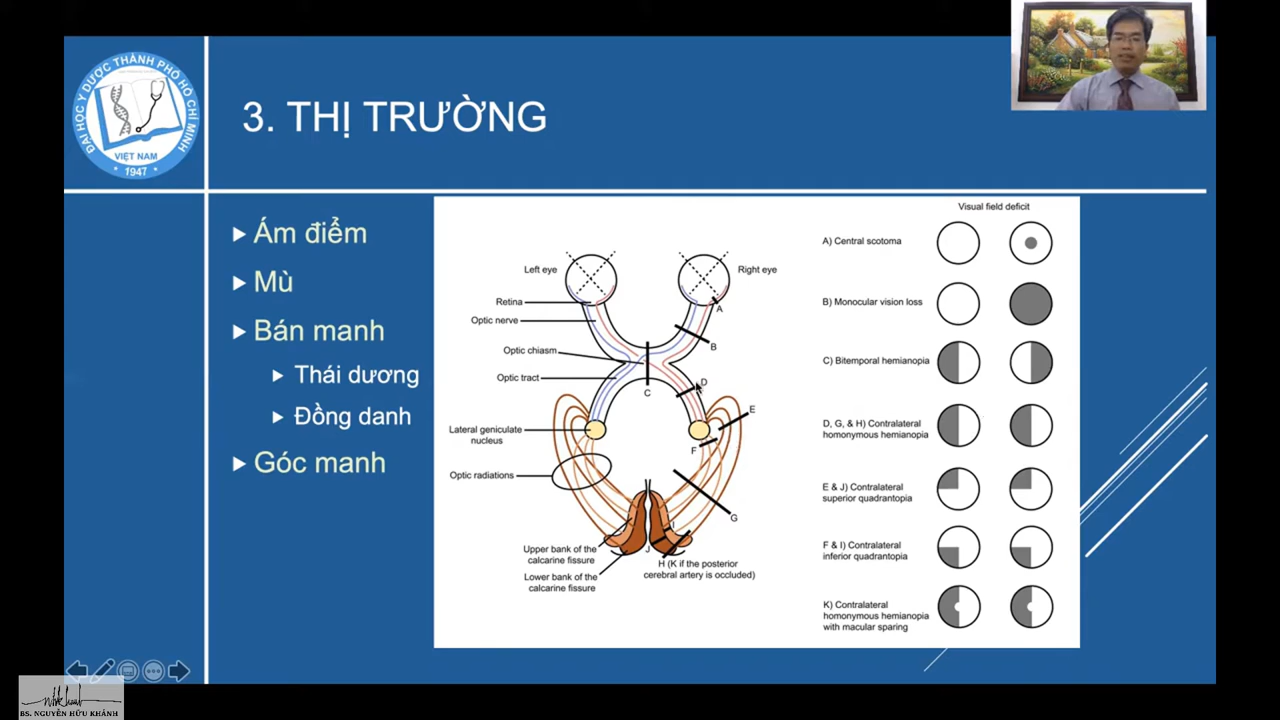 ĐẠI HỌC Y DƯỢC THÀNH PHỐ HỒ CHÍ MINH
VIỆT NAM
1947
3. THỊ TRƯỜNG
Ám điểm
Mù
Bán manh
Thái dương
Đồng danh
Góc manh
Left eye
Right eye
Retina
Optic nerve
Optic chiasm
Optic tract
Lateral geniculate
nucleus
Optic radiations
Upper bank of the
calcarine fissure
Lower bank of the
calcarine fissure
A
B
C
D
E
F
G
I
J
H (K if the posterior
cerebral artery is occluded)
Visual field deficit
A) Central scotoma
B) Monocular vision loss
C) Bitemporal hemianopia
D, G, & H) Contralateral
homonymous hemianopia
E & J) Contralateral
superior quadrantopia
F & I) Contralateral
inferior quadrantopia
K) Contralateral
homonymous hemianopia
with macular sparing
BS. NGUYỄN HỮU KHÁNH